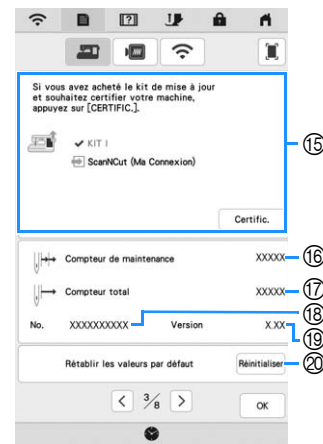 Si vous avez acheté le kit de mise à jour
et souhaitez certifier votre machine,
appuyez sur [CERTIFIC.].
✓ KIT I
ScanNCut (Ma Connexion)
Certific.
⑮
Compteur de maintenance XXXXX ⑯
Compteur total XXXXX ⑰
⑱
No. XXXXXXXXXX Version X.XX ⑲
Rétablir les valeurs par défaut Réinitialiser ⑳
< 3/8 > OK